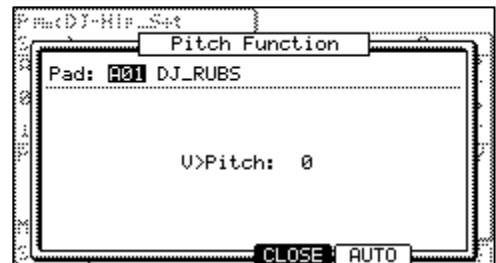 Pitch Function
Pad: A01 DJ_RUBS
V>Pitch: 0
CLOSE AUTO